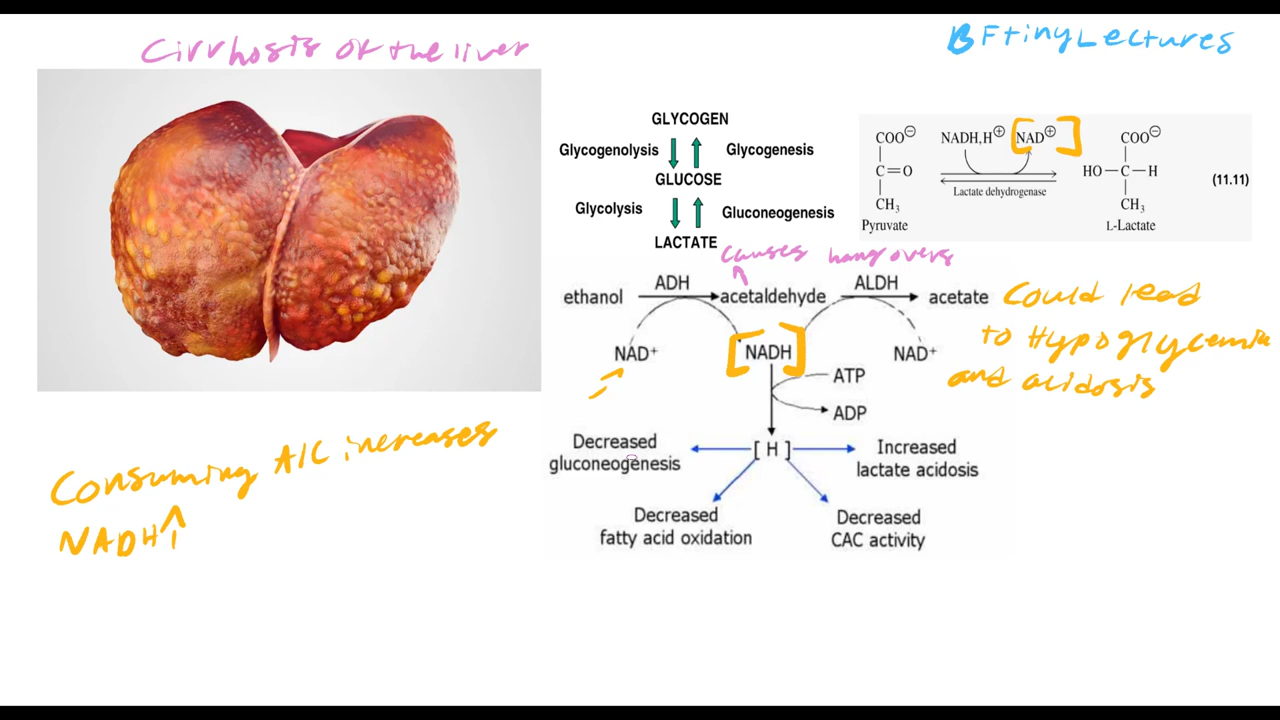 Cirrhosis of the liver
BFtinyLectures
GLYCOGEN
Glycogenolysis Glycogenesis
GLUCOSE
Glycolysis Gluconeogenesis
LACTATE
COO⊖ NADH,H⊕ NAD⊕ COO⊖
C=O HO—C—H
Lactate dehydrogenase
(11.11)
CH₃ CH₃
Pyruvate L-Lactate
causes hangovers
ethanol ADH acetaldehyde ALDH acetate
NAD⁺ [NADH] NAD⁺
ATP
ADP
Could lead
to Hypoglycemia
and acidosis
Decreased
gluconeogenesis
[ H ]
Increased
lactate acidosis
Decreased
fatty acid oxidation
Decreased
CAC activity
Consuming A/C increases
NADH↑